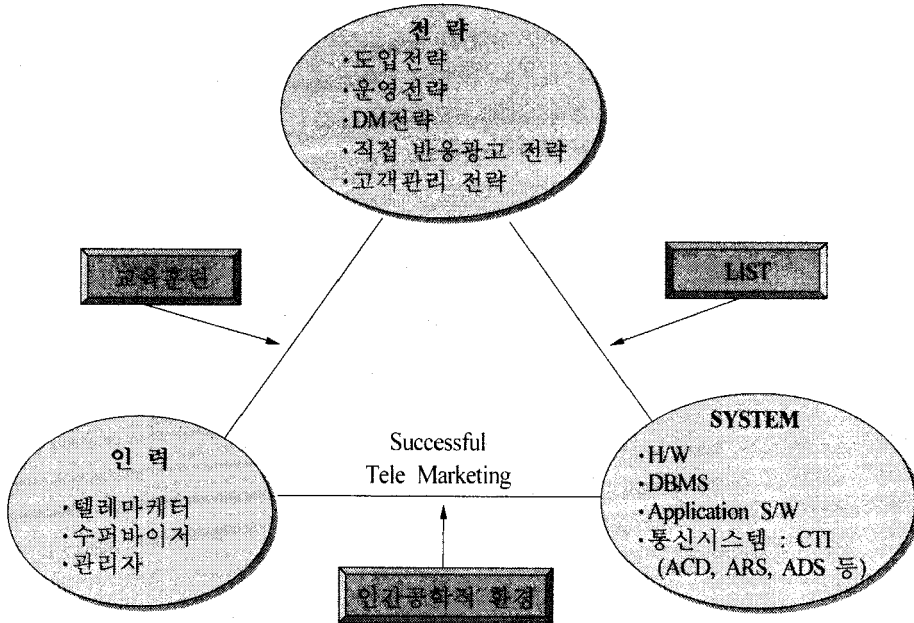 전 략
·도입전략
·운영전략
·DM전략
·직접 반응광고 전략
·고객관리 전략
교육훈련
LIST
인 력
·텔레마케터
·수퍼바이저
·관리자
Successful
Tele Marketing
SYSTEM
·H/W
·DBMS
·Application S/W
·통신시스템 : CTI
(ACD, ARS, ADS 등)
인간공학적 환경